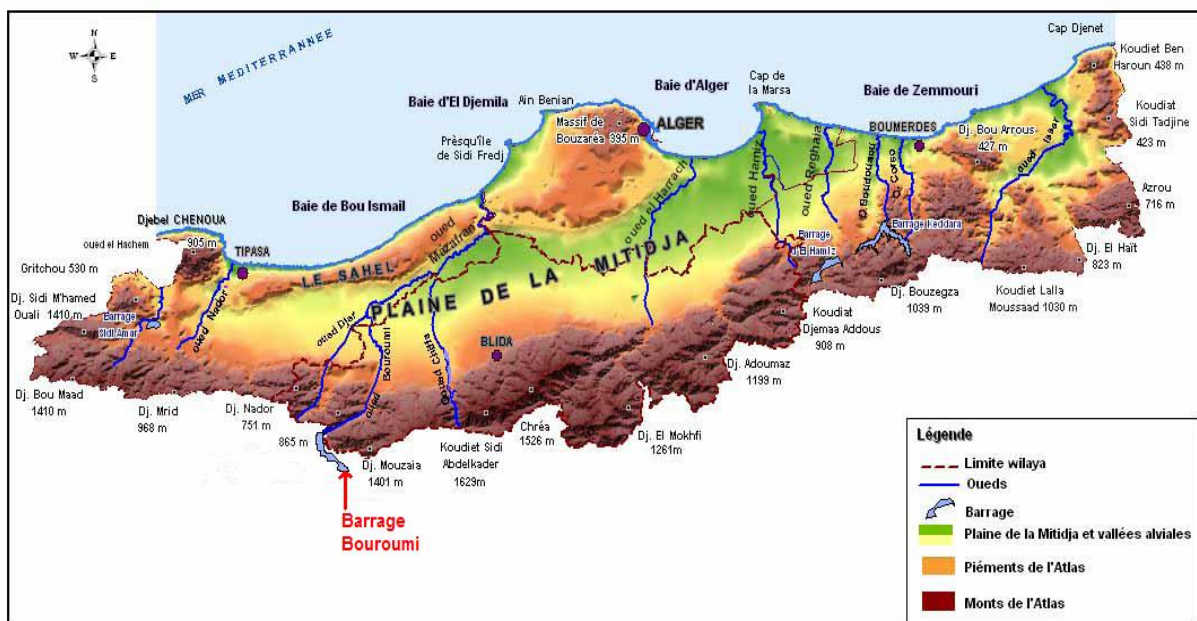 N
W E
S
MER MEDITERRANNEE
Cap Djenet
Koudiet Ben
Haroun 438 m
Baie d'El Djemila
Ain Benian
Baie d'Alger
Cap de
la Marsa
Baie de Zemmouri
Massif de
Bouzaréa 395 m
ALGER
BOUMERDES
Dj. Bou Arrous
427 m
Koudiat
Sidi Tadjine
423 m
Prèsqu'île
de Sidi Fredj
oued el Harrach
oued Hamiz
oued Reghaia
O Boudouaou
O. Corso
oued Isser
Azrou
716 m
Baie de Bou Ismail
Djebel CHENOUA
oued el Hachem
905 m
TIPASA
oued
Mazafran
LE SAHEL
Barrage
d'El Hamiz
Barrage Keddara
Dj. El Haït
823 m
Gritchou 530 m
Dj. Sidi M'hamed
Ouali 1410 m
Barrage
Sidi Amar
oued Nador
PLAINE DE LA MITIDJA
oued Djer
oued Bouroumi
Oued Chiffa
BLIDA
Dj. Bouzegza
1039 m
Koudiet Lalla
Moussaad 1030 m
Koudiat
Djemaa Addous
908 m
Dj. Adoumaz
1199 m
Dj. Bou Maad
1410 m
Dj. Mrid
968 m
Dj. Nador
751 m
865 m
Dj. Mouzaia
1401 m
Koudiet Sidi
Abdelkader
1629m
Chréa
1526 m
Dj. El Mokhfi
1261m
Barrage
Bouroumi
Légende
Limite wilaya
Oueds
Barrage
Plaine de la Mitidja et vallées alviales
Piéments de l'Atlas
Monts de l'Atlas